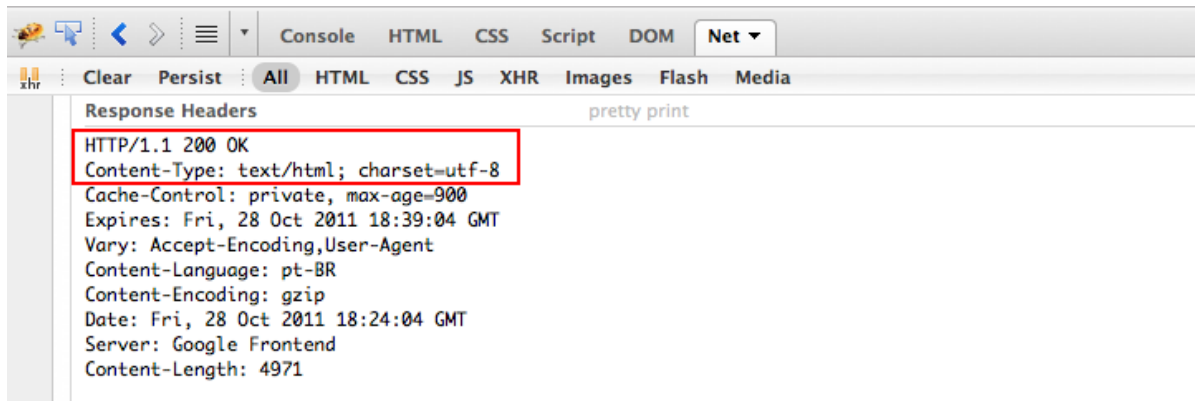 Console HTML CSS Script DOM Net
xhr Clear Persist All HTML CSS JS XHR Images Flash Media
Response Headers pretty print
HTTP/1.1 200 OK
Content-Type: text/html; charset=utf-8
Cache-Control: private, max-age=900
Expires: Fri, 28 Oct 2011 18:39:04 GMT
Vary: Accept-Encoding,User-Agent
Content-Language: pt-BR
Content-Encoding: gzip
Date: Fri, 28 Oct 2011 18:24:04 GMT
Server: Google Frontend
Content-Length: 4971